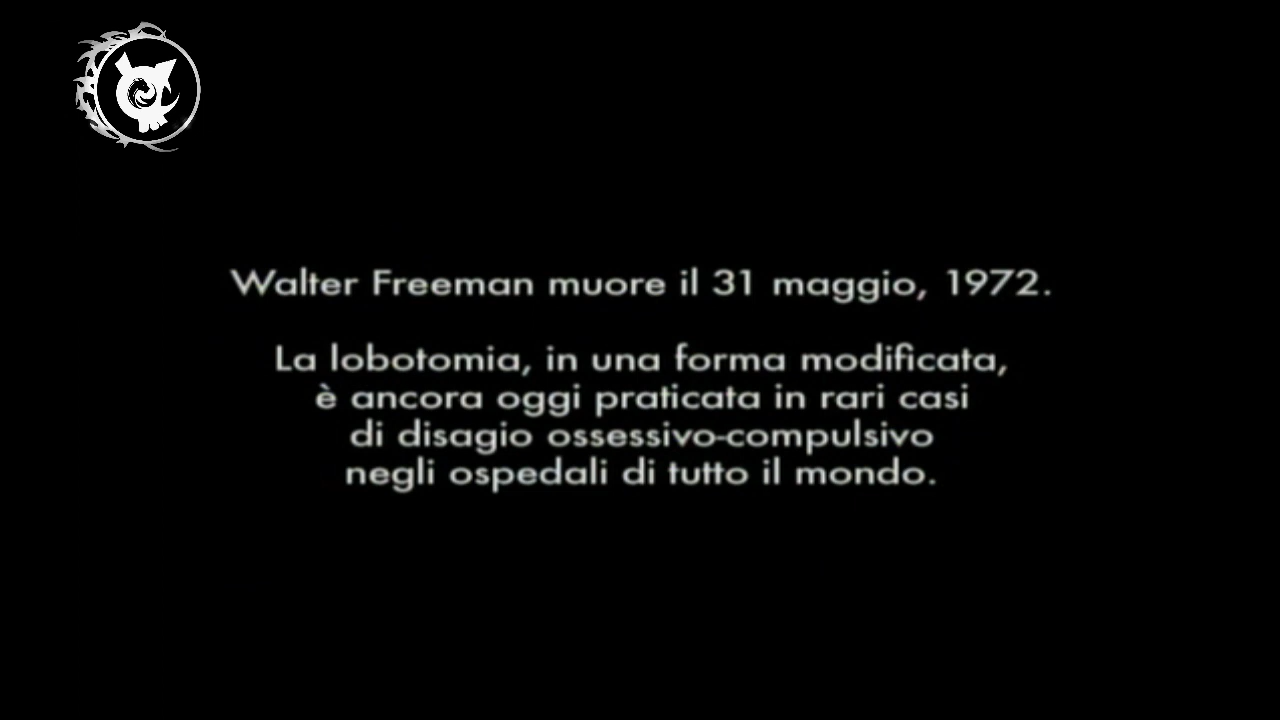 Walter Freeman muore il 31 maggio, 1972.
La lobotomia, in una forma modificata,
è ancora oggi praticata in rari casi
di disagio ossessivo-compulsivo
negli ospedali di tutto il mondo.